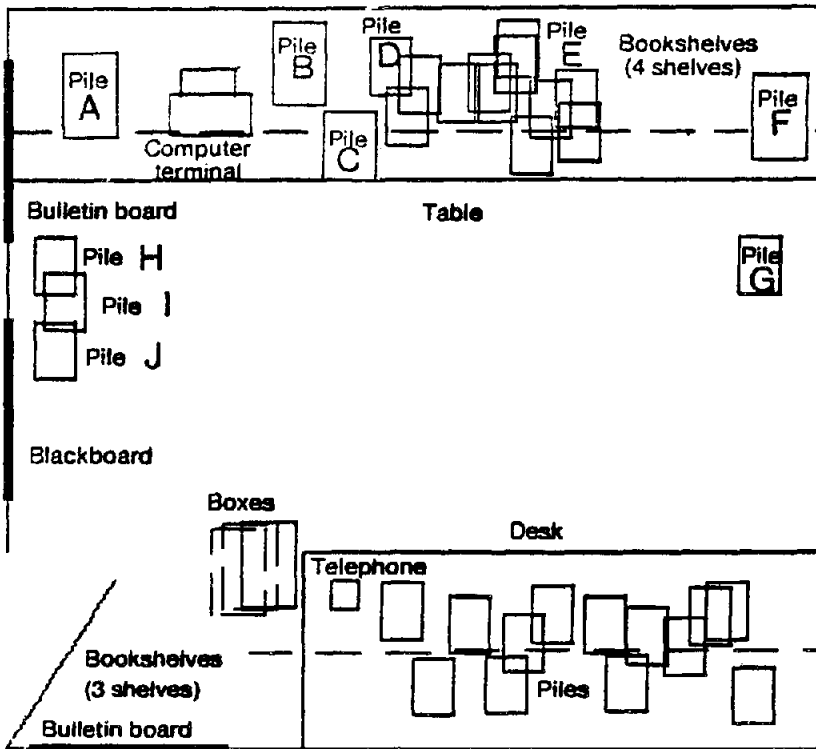 Pile
A
Computer
terminal
Pile
B
Pile
C
Pile
D
Pile
E
Bookshelves
(4 shelves)
Pile
F
Bulletin board
Table
Pile H
Pile I
Pile J
Pile
G
Blackboard
Boxes
Desk
Telephone
Bookshelves
(3 shelves)
Piles
Bulletin board